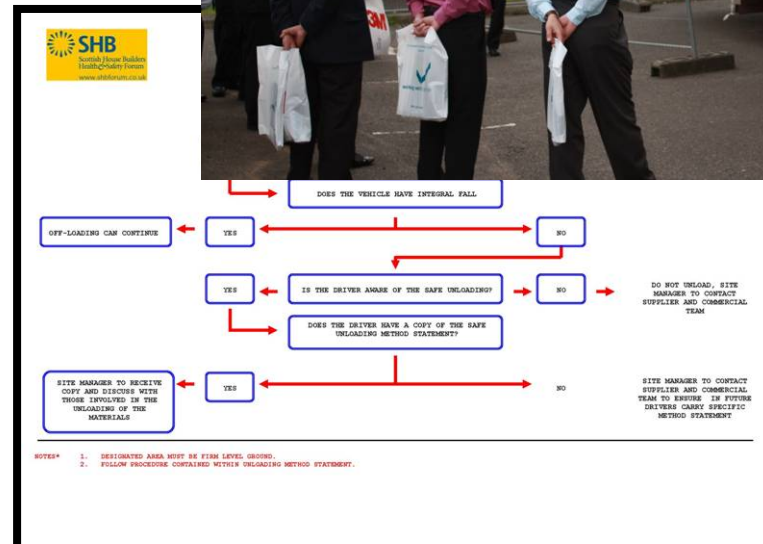 SHB
Scottish House Builders
Health & Safety Forum
www.shbforum.co.uk
3M
DOES THE VEHICLE HAVE INTEGRAL FALL
OFF-LOADING CAN CONTINUE
YES
NO
YES
IS THE DRIVER AWARE OF THE SAFE UNLOADING?
NO
DO NOT UNLOAD, SITE
MANAGER TO CONTACT
SUPPLIER AND COMMERCIAL
TEAM
DOES THE DRIVER HAVE A COPY OF THE SAFE
UNLOADING METHOD STATEMENT?
SITE MANAGER TO RECEIVE
COPY AND DISCUSS WITH
THOSE INVOLVED IN THE
UNLOADING OF THE
MATERIALS
YES
NO
SITE MANAGER TO CONTACT
SUPPLIER AND COMMERCIAL
TEAM TO ENSURE IN FUTURE
DRIVERS CARRY SPECIFIC
METHOD STATEMENT
NOTES* 1. DESIGNATED AREA MUST BE FIRM LEVEL GROUND.
2. FOLLOW PROCEDURE CONTAINED WITHIN UNLOADING METHOD STATEMENT.